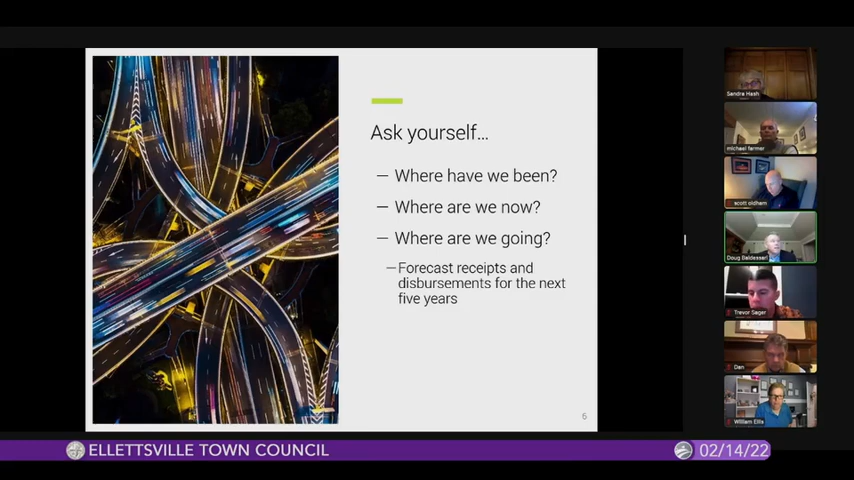 Ask yourself...
— Where have we been?
— Where are we now?
— Where are we going?
—Forecast receipts and
disbursements for the next
five years
6
Sandra Hash
michael farmer
scott oldham
Doug Baldessari
Trevor Sager
Dan
William Ellis
ELLETTSVILLE TOWN COUNCIL
02/14/22